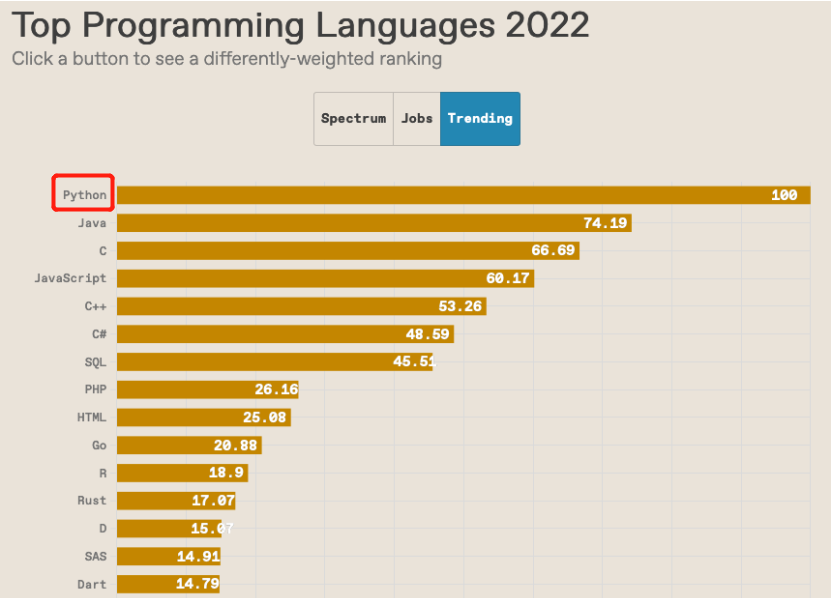 Top Programming Languages 2022
Click a button to see a differently-weighted ranking
Spectrum Jobs Trending
Python 100
Java 74.19
C 66.69
JavaScript 60.17
C++ 53.26
C# 48.59
SQL 45.51
PHP 26.16
HTML 25.08
Go 20.88
R 18.9
Rust 17.07
D 15.07
SAS 14.91
Dart 14.79